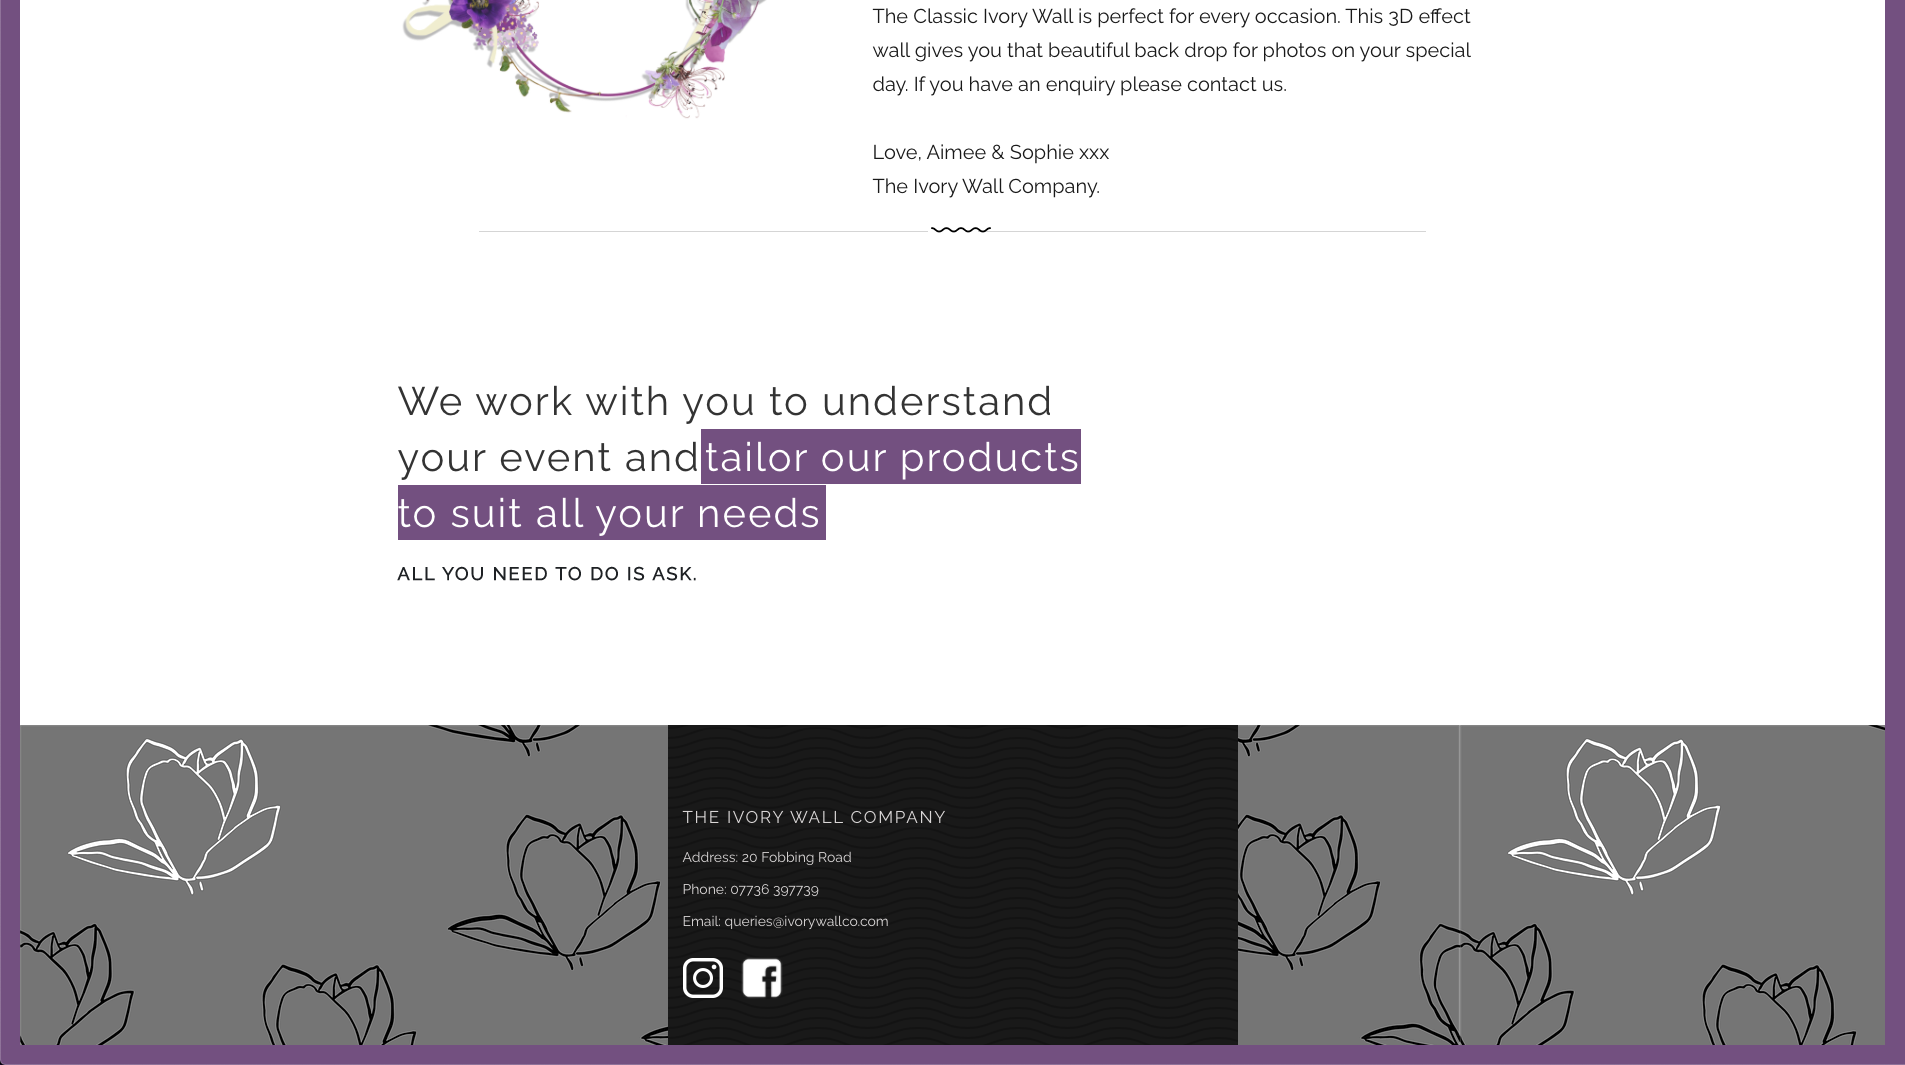 The Classic Ivory Wall is perfect for every occasion. This 3D effect
wall gives you that beautiful back drop for photos on your special
day. If you have an enquiry please contact us.
Love, Aimee & Sophie xxx
The Ivory Wall Company.
We work with you to understand
your event and tailor our products
to suit all your needs
ALL YOU NEED TO DO IS ASK.
THE IVORY WALL COMPANY
Address: 20 Fobbing Road
Phone: 07736 397739
Email: queries@ivorywallco.com